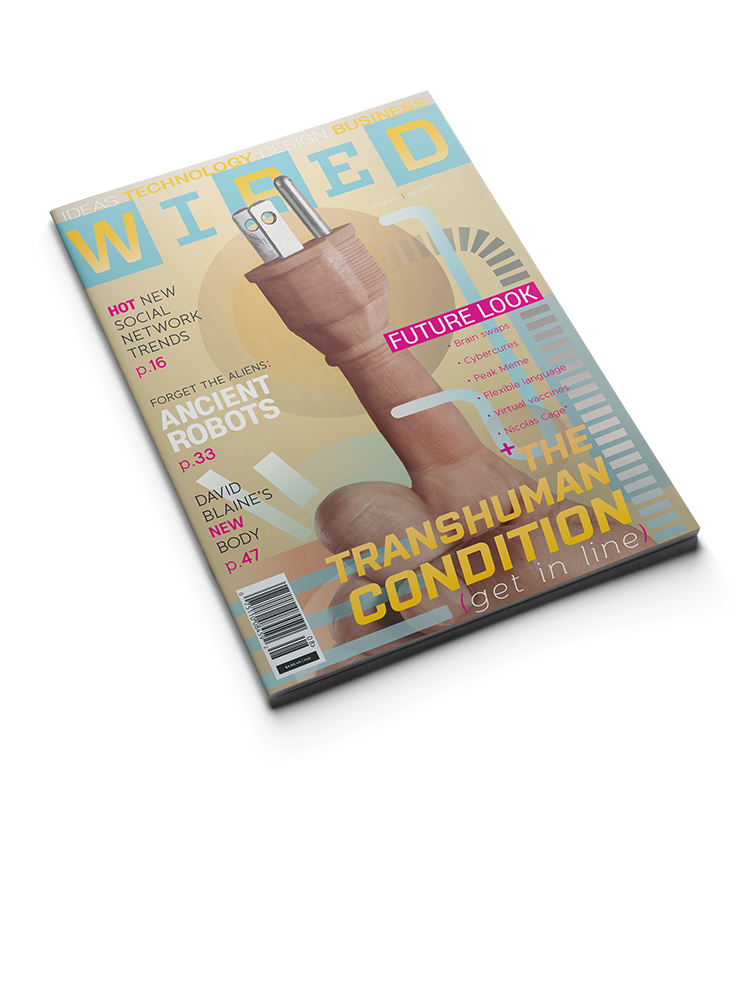 IDEAS TECHNOLOGY DESIGN BUSINESS
WIRED
HOT NEW
SOCIAL
NETWORK
TRENDS
p.16
FORGET THE ALIENS:
ANCIENT
ROBOTS
p.33
DAVID
BLAINE'S
NEW
BODY
p.47
FUTURE LOOK
• Brain swaps
• Cybercures
• Peak Meme
• Flexible language
• Virtual vaccines
• Nicolas Cage*
+THE
TRANSHUMAN
CONDITION
(get in line)
08